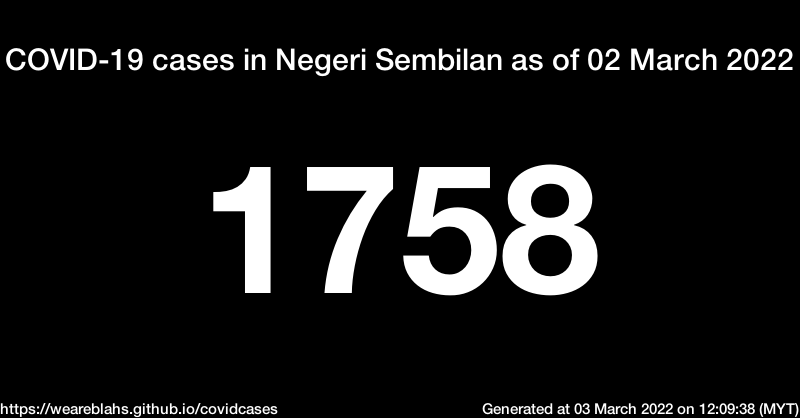 COVID-19 cases in Negeri Sembilan as of 02 March 2022
1758
https://weareblahs.github.io/covidcases
Generated at 03 March 2022 on 12:09:38 (MYT)